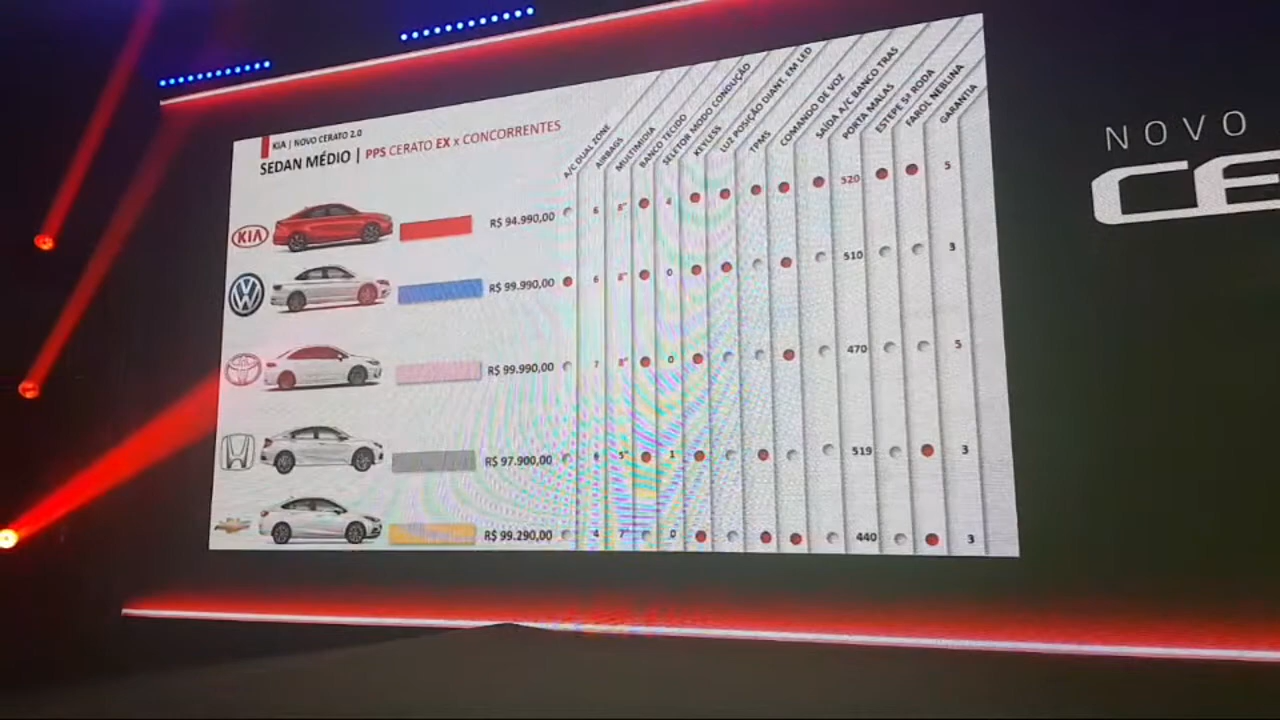 KIA | NOVO CERATO 2.0
SEDAN MÉDIO | PPS CERATO EX x CONCORRENTES
A/C DUAL ZONE
AIRBAGS
MULTIMIDIA
BANCO TECIDO
SELETOR MODO CONDUÇÃO
KEYLESS
LUZ POSIÇÃO DIANT. EM LED
TPMS
COMANDO DE VOZ
SAÍDA A/C BANCO TRAS
PORTA MALAS
ESTEPE 5ª RODA
FAROL NEBLINA
GARANTIA
KIA R$ 94.990,00 6 8" 4 520 5
R$ 99.990,00 6 8" 0 510 3
R$ 99.990,00 7 8" 0 470 5
R$ 97.900,00 6 5" 1 519 3
R$ 99.290,00 4 7" 0 440 3
NOVO
CE